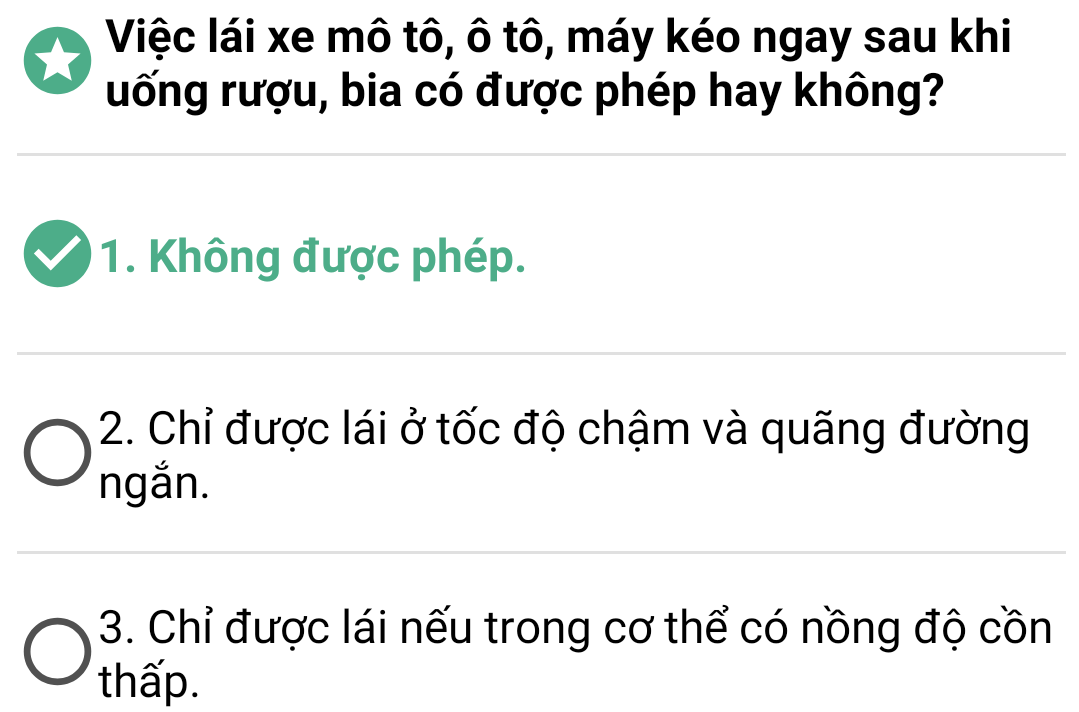 Việc lái xe mô tô, ô tô, máy kéo ngay sau khi
uống rượu, bia có được phép hay không?
1. Không được phép.
2. Chỉ được lái ở tốc độ chậm và quãng đường
ngắn.
3. Chỉ được lái nếu trong cơ thể có nồng độ cồn
thấp.